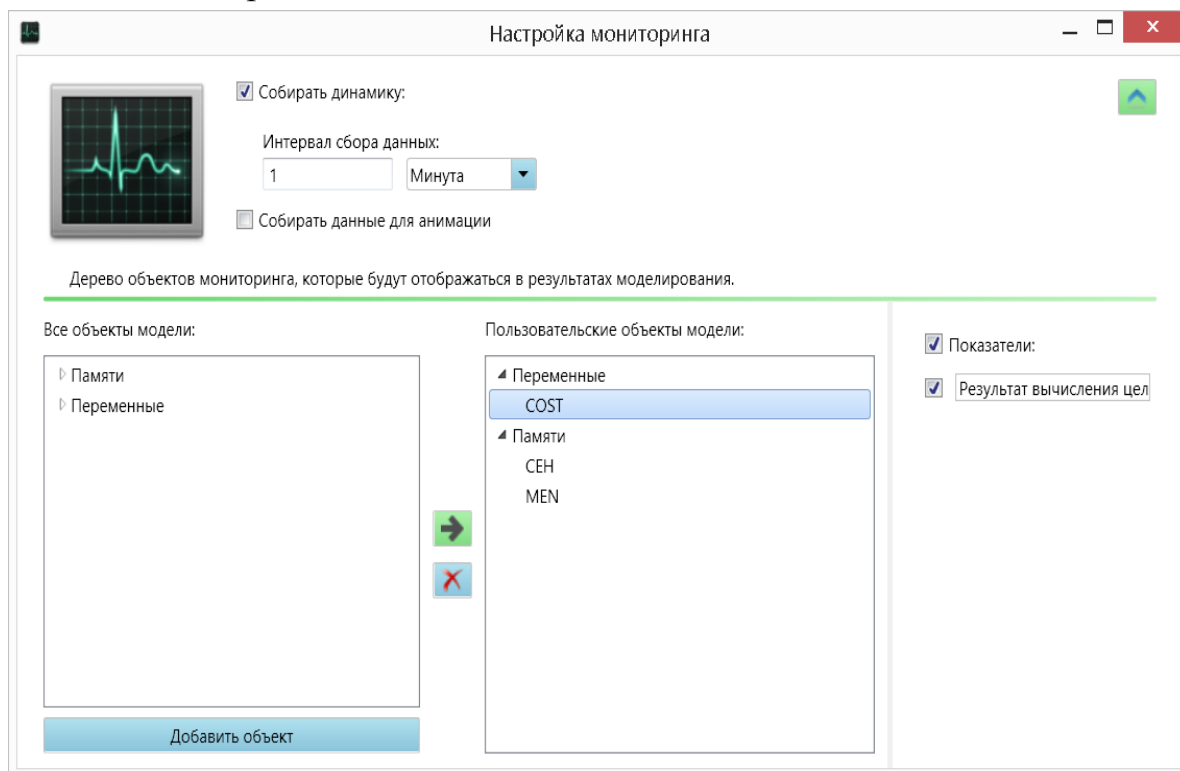 Настройка мониторинга
Собирать динамику:
Интервал сбора данных:
1 Минута
Собирать данные для анимации
Дерево объектов мониторинга, которые будут отображаться в результатах моделирования.
Все объекты модели:
Памяти
Переменные
Добавить объект
Пользовательские объекты модели:
Переменные
COST
Памяти
CEH
MEN
Показатели:
Результат вычисления цел